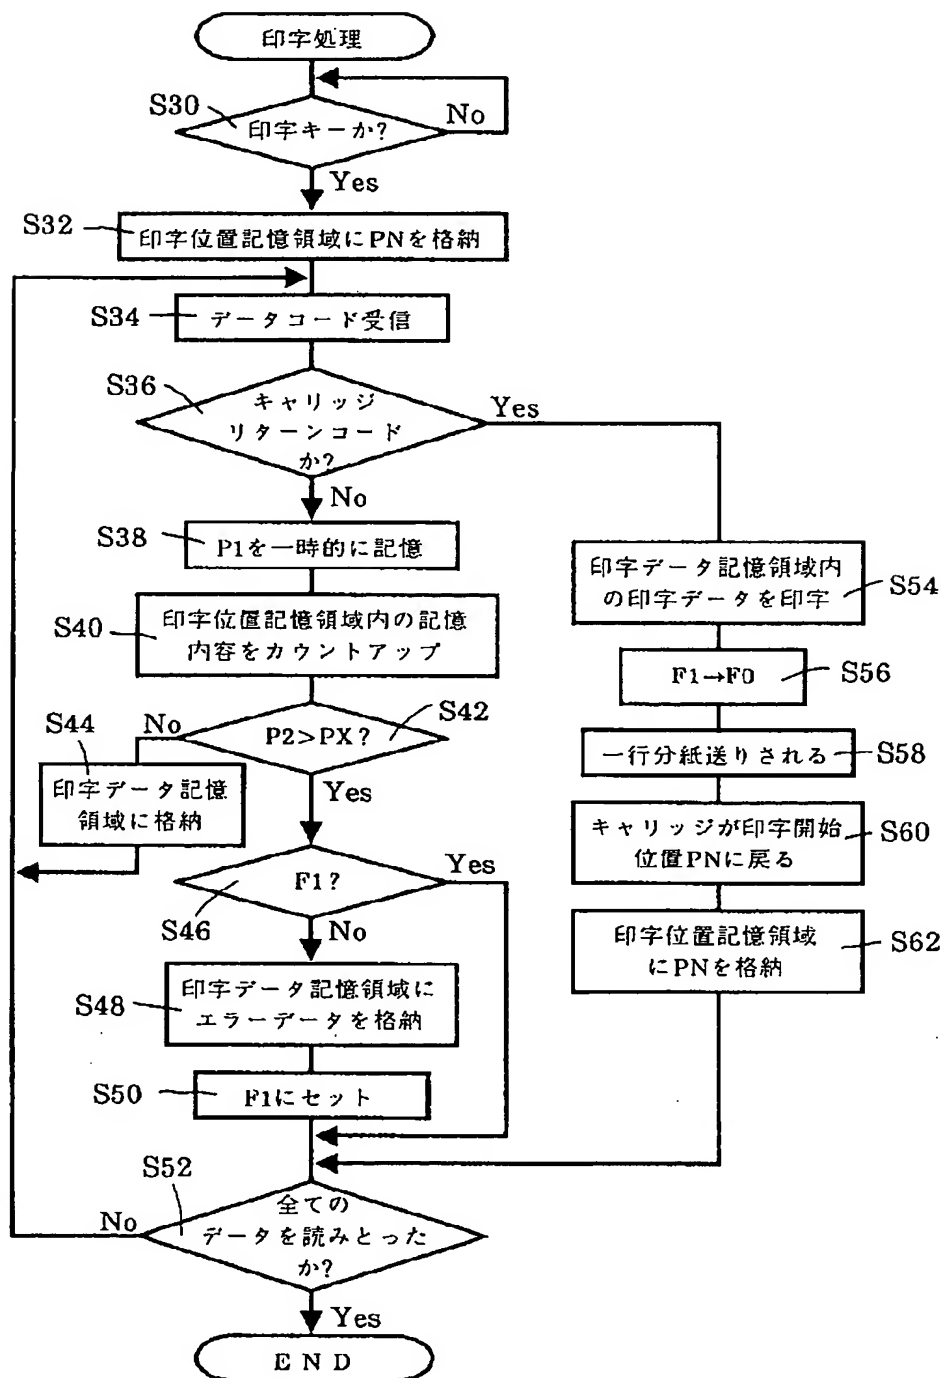 印字処理
S30
印字キーか?
No
Yes
S32
印字位置記憶領域にPNを格納
S34
データコード受信
S36
キャリッジ
リターンコード
か?
Yes
No
S38
P1を一時的に記憶
S40
印字位置記憶領域内の記憶
内容をカウントアップ
S42
P2>PX?
No
Yes
S44
印字データ記憶
領域に格納
S46
F1?
Yes
No
S48
印字データ記憶領域に
エラーデータを格納
S50
F1にセット
S52
全ての
データを読みとった
か?
No
Yes
END
印字データ記憶領域内
の印字データを印字
S54
F1→F0
S56
一行分紙送りされる
S58
キャリッジが印字開始
位置PNに戻る
S60
印字位置記憶領域
にPNを格納
S62